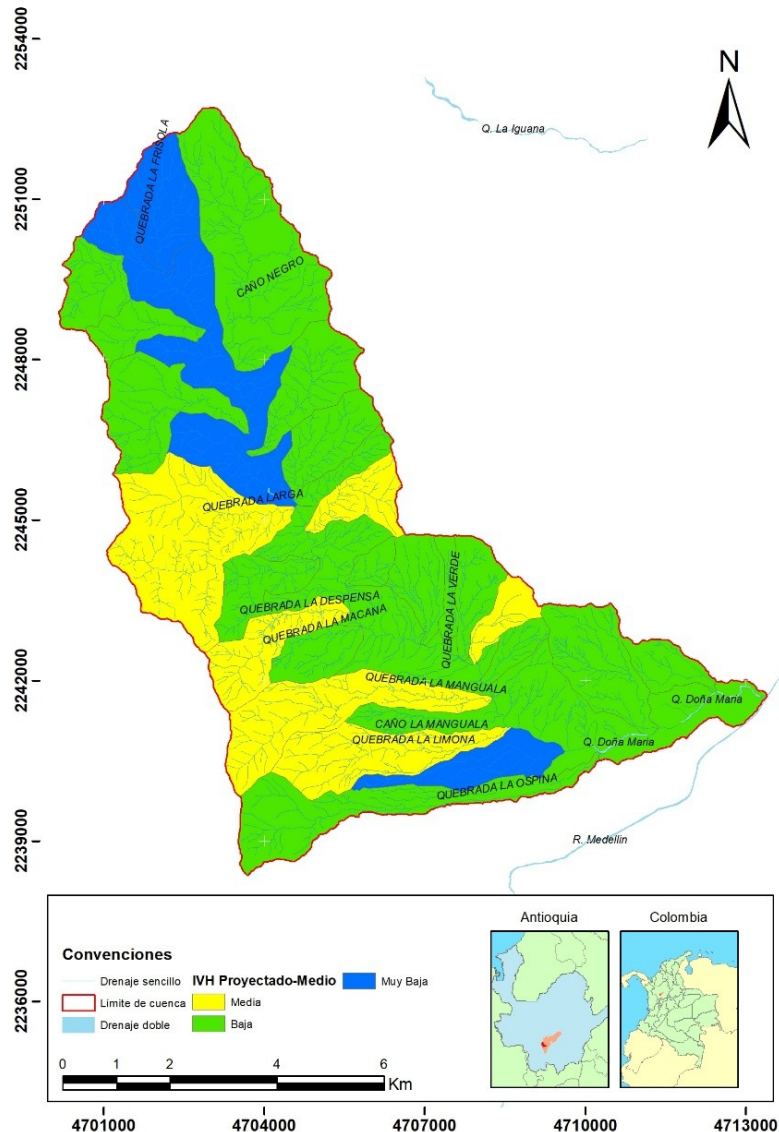 2254000
N
Q. La Iguana
QUEBRADA LA FRISOLA
2251000
CAÑO NEGRO
2248000
QUEBRADA LARGA
2245000
QUEBRADA LA VERDE
QUEBRADA LA DESPENSA
QUEBRADA LA MACANA
2242000
QUEBRADA LA MANGUALA
Q. Doña Maria
CAÑO LA MANGUALA
QUEBRADA LA LIMONA
Q. Doña Maria
QUEBRADA LA OSPINA
2239000
R. Medellin
Antioquia
Colombia
Convenciones
Drenaje sencillo
IVH Proyectado-Medio
Muy Baja
2236000
Límite de cuenca
Media
Drenaje doble
Baja
0 1 2 4 6
Km
4701000 4704000 4707000 4710000 4713000